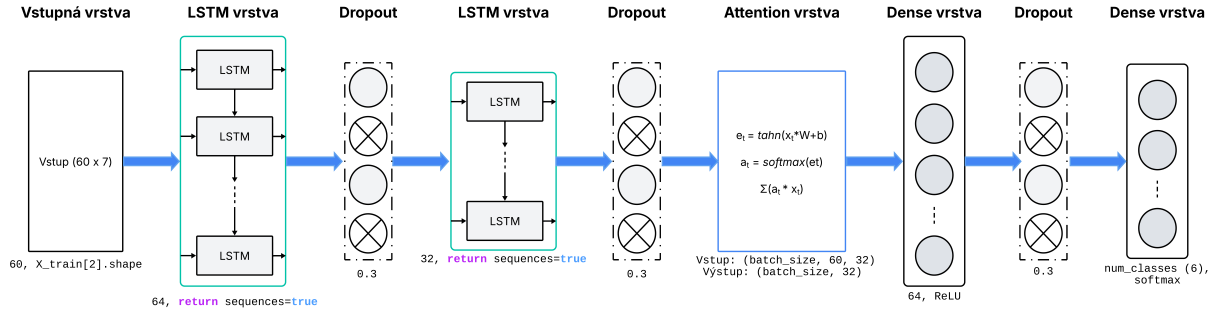 Vstupná vrstva
LSTM vrstva
Dropout
LSTM vrstva
Dropout
Attention vrstva
Dense vrstva
Dropout
Dense vrstva
Vstup (60 x 7)
60, X_train[2].shape
LSTM
LSTM
LSTM
64, return sequences=true
0.3
LSTM
LSTM
32, return sequences=true
0.3
eₜ = tahn(xₜ*W+b)
aₜ = softmax(et)
Σ(aₜ * xₜ)
Vstup: (batch_size, 60, 32)
Výstup: (batch_size, 32)
64, ReLU
0.3
num_classes (6),
softmax